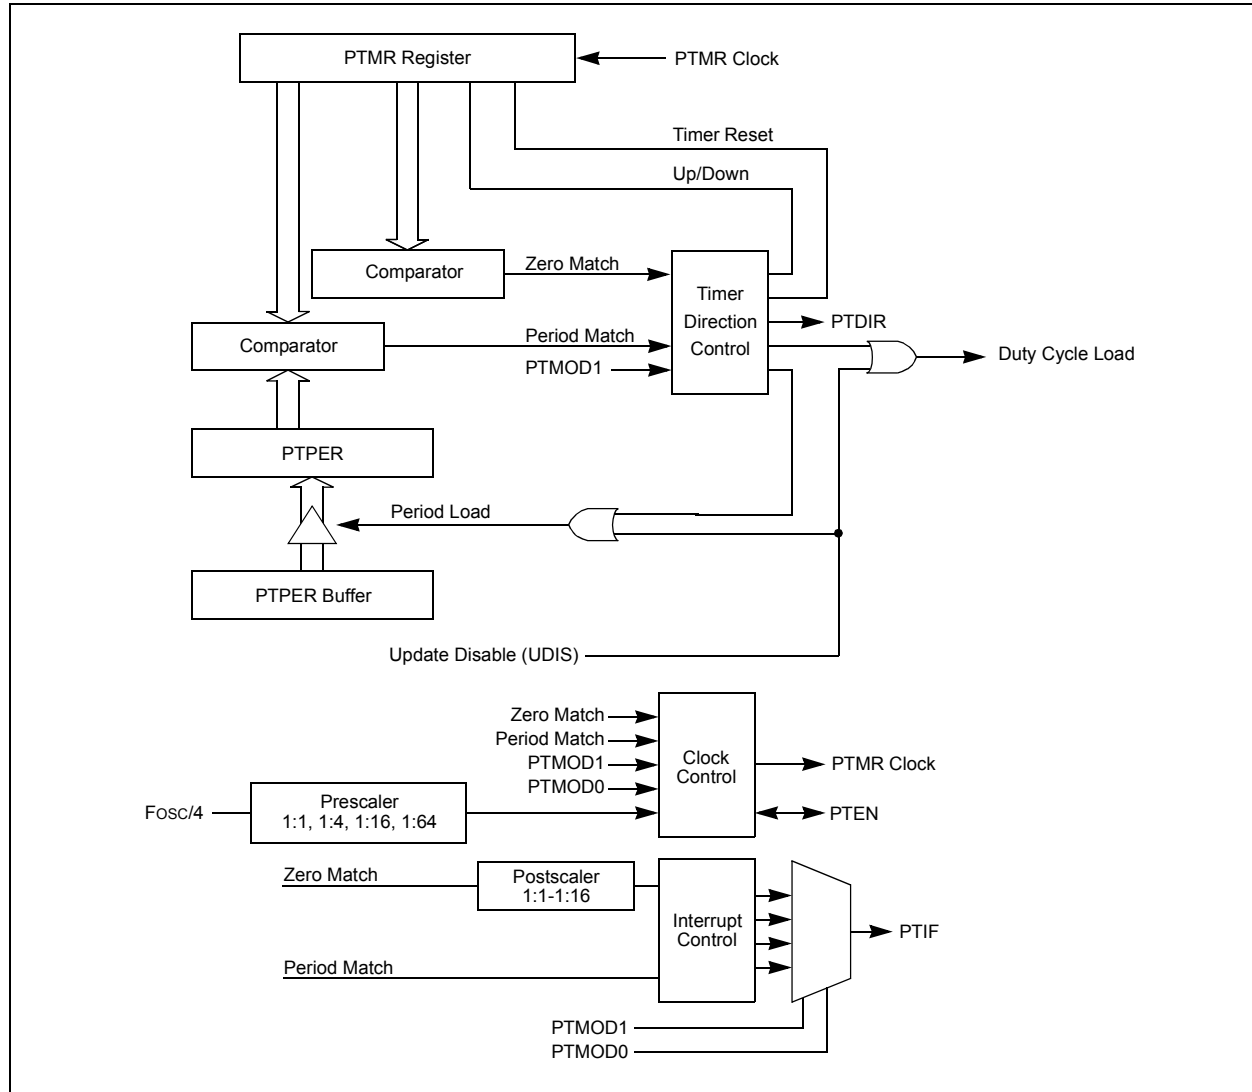 PTMR Register
PTMR Clock
Timer Reset
Up/Down
Comparator
Zero Match
Timer
Direction
Control
PTDIR
Comparator
Period Match
PTMOD1
Duty Cycle Load
PTPER
Period Load
PTPER Buffer
Update Disable (UDIS)
Zero Match
Period Match
PTMOD1
PTMOD0
Clock
Control
PTMR Clock
PTEN
FOSC/4
Prescaler
1:1, 1:4, 1:16, 1:64
Zero Match
Postscaler
1:1-1:16
Interrupt
Control
PTIF
Period Match
PTMOD1
PTMOD0